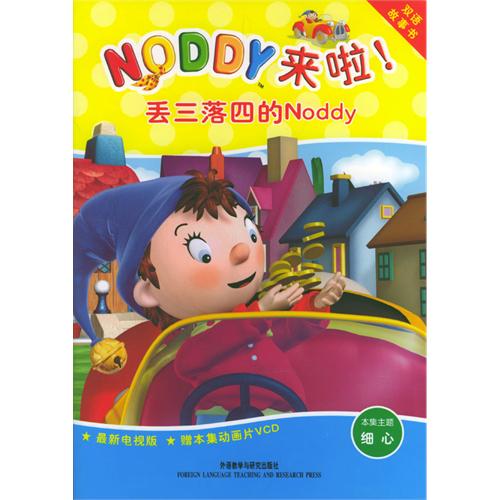 双语
故事书
NODDY™来啦！
丢三落四的Noddy
本集主题
细心
★ 最新电视版 ★ 赠本集动画片VCD
外语教学与研究出版社
FOREIGN LANGUAGE TEACHING AND RESEARCH PRESS